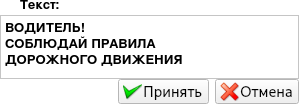 Текст:
ВОДИТЕЛЬ!
СОБЛЮДАЙ ПРАВИЛА
ДОРОЖНОГО ДВИЖЕНИЯ
Принять Отмена